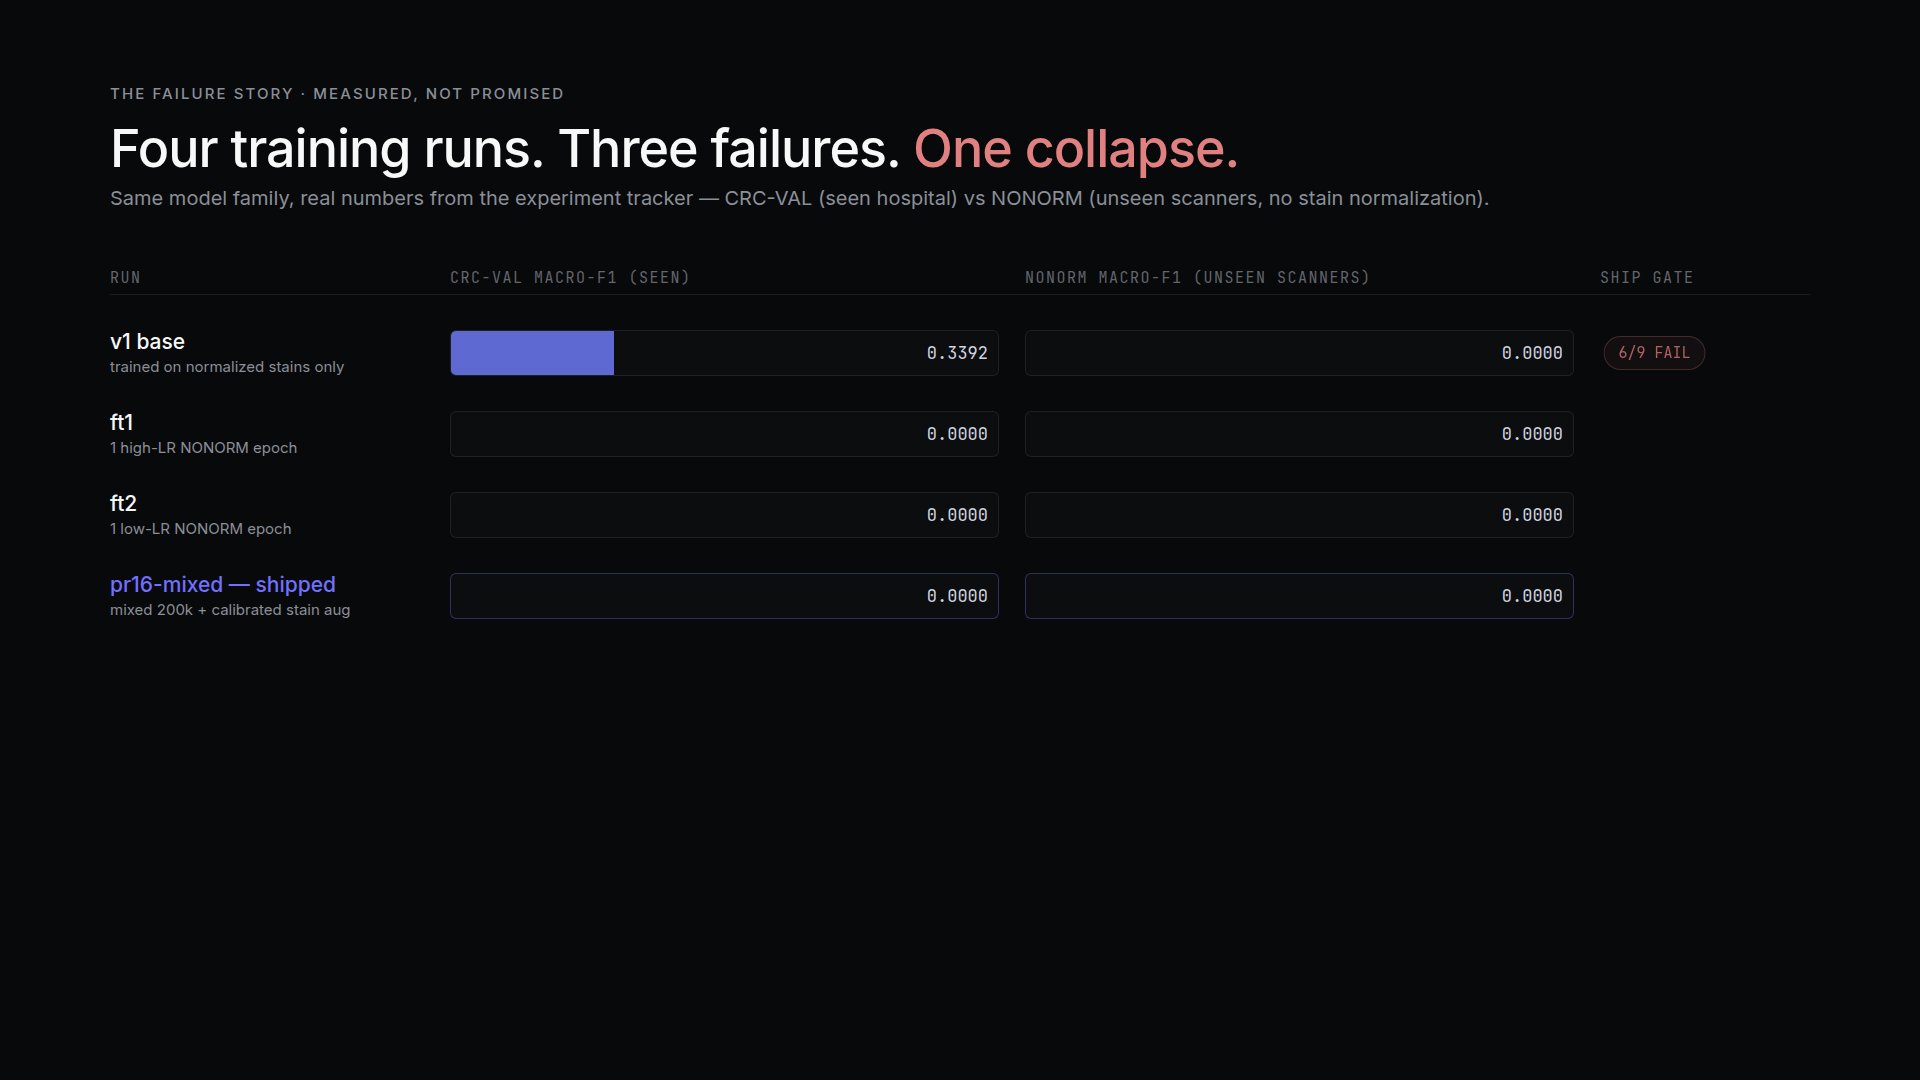 THE FAILURE STORY · MEASURED, NOT PROMISED
Four training runs. Three failures. One collapse.
Same model family, real numbers from the experiment tracker — CRC-VAL (seen hospital) vs NONORM (unseen scanners, no stain normalization).
RUN CRC-VAL MACRO-F1 (SEEN) NONORM MACRO-F1 (UNSEEN SCANNERS) SHIP GATE
v1 base 0.3392 0.0000 6/9 FAIL
trained on normalized stains only
ft1 0.0000 0.0000
1 high-LR NONORM epoch
ft2 0.0000 0.0000
1 low-LR NONORM epoch
pr16-mixed — shipped 0.0000 0.0000
mixed 200k + calibrated stain aug